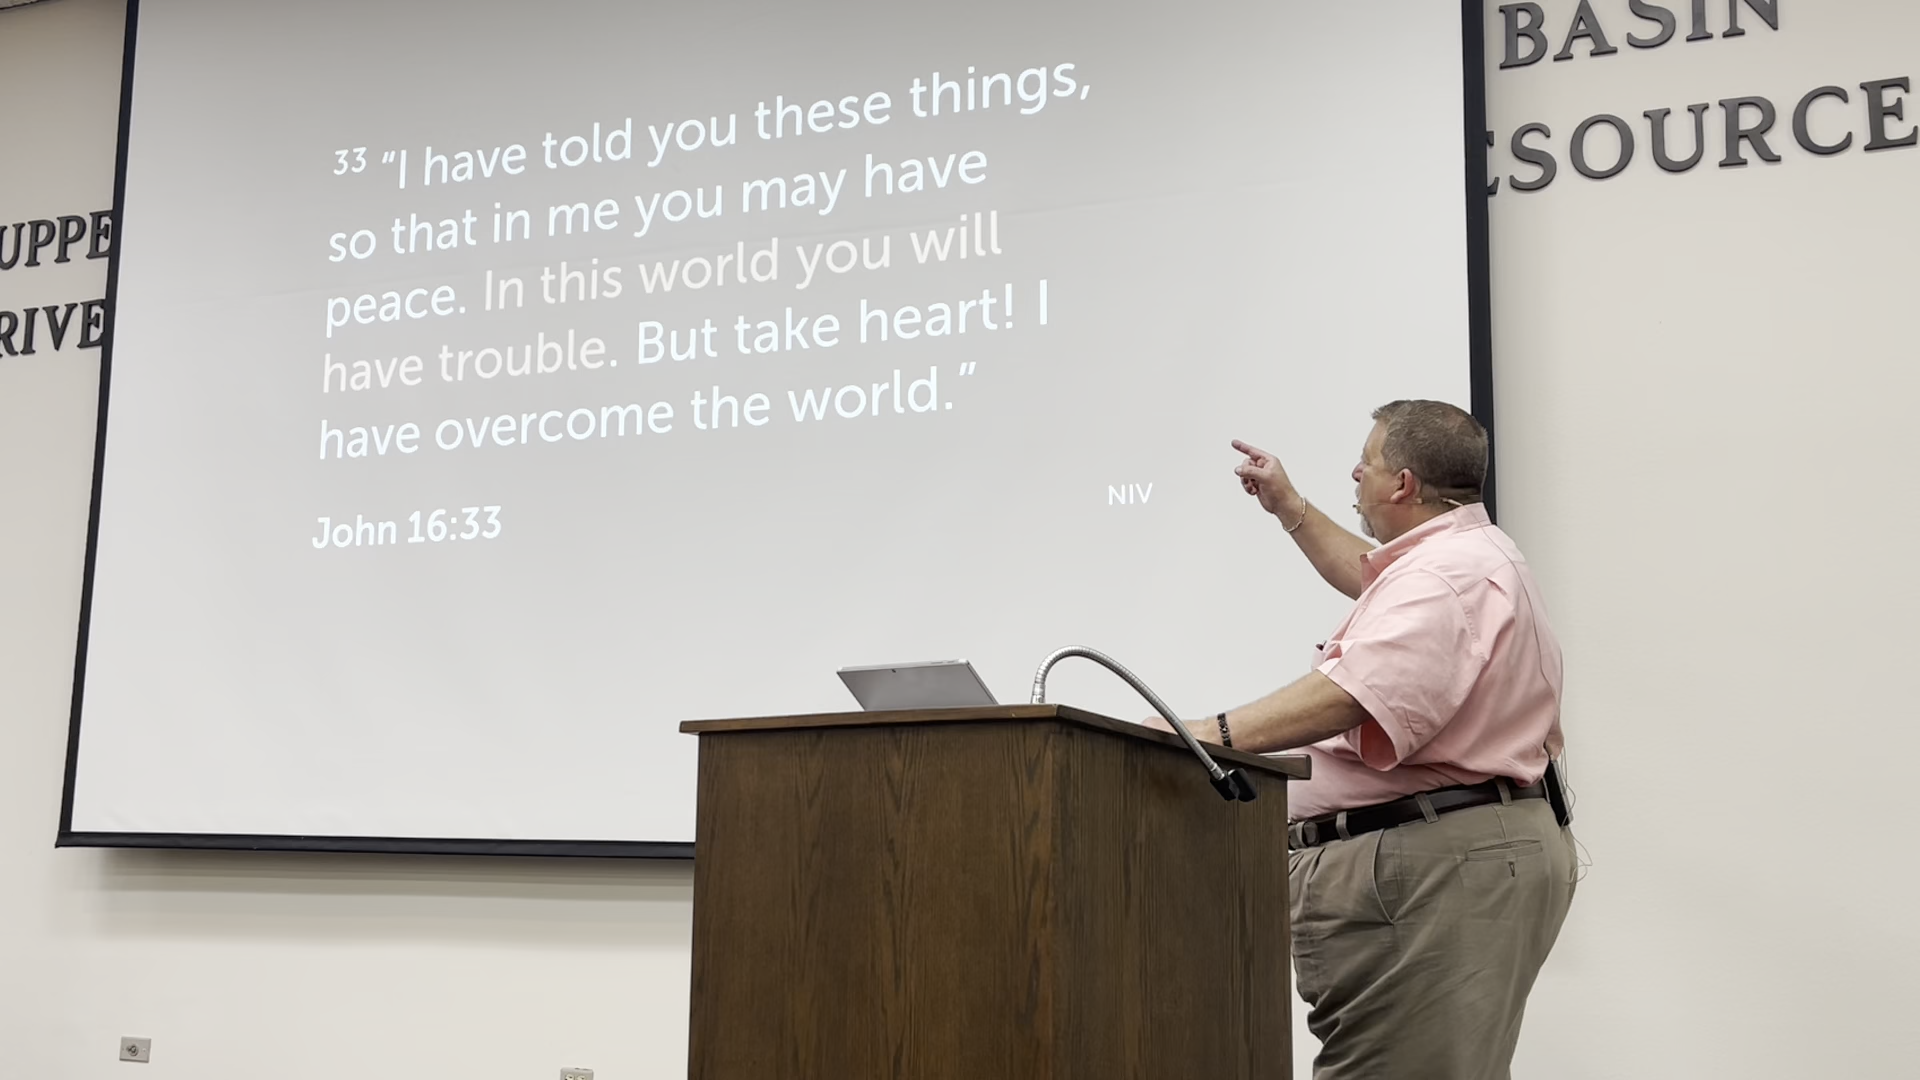 BASIN
ESOURCE
UPPE
RIVE
33 "I have told you these things,
so that in me you may have
peace. In this world you will
have trouble. But take heart! I
have overcome the world."
John 16:33
NIV